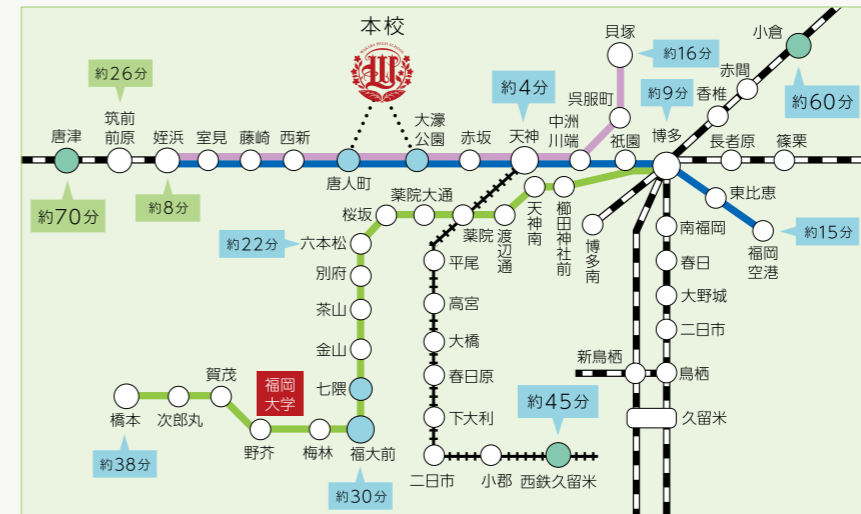 本校
約26分
筑前
前原
唐津
姪浜
室見
藤崎
西新
唐人町
大濠
公園
赤坂
天神
約4分
中洲
川端
呉服町
貝塚
約16分
祇園
博多
約9分
香椎
赤間
小倉
約60分
長者原
篠栗
約70分
約8分
東比恵
福岡
空港
約15分
桜坂
薬院大通
薬院
渡辺通
天神南
櫛田神社前
博多南
約22分
六本松
別府
茶山
金山
七隈
福大前
約30分
梅林
野芥
賀茂
次郎丸
橋本
約38分
福岡
大学
平尾
高宮
大橋
春日原
下大利
二日市
小郡
西鉄久留米
約45分
南福岡
春日
大野城
二日市
新鳥栖
鳥栖
久留米